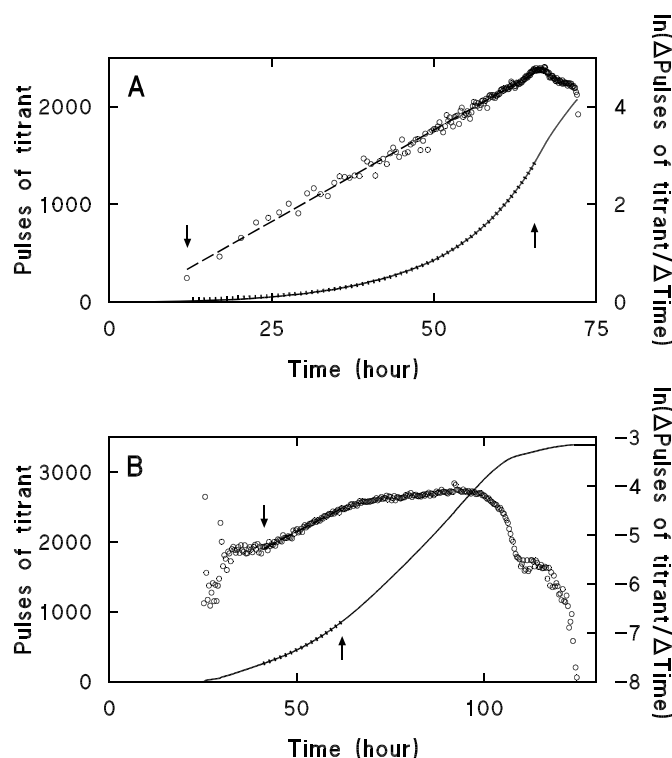 A
Pulses of titrant
2000
1000
0
4
2
0
ln(ΔPulses of titrant/ΔTime)
0 25 50 75
Time (hour)
B
Pulses of titrant
3000
2000
1000
0
−3
−4
−5
−6
−7
−8
ln(ΔPulses of titrant/ΔTime)
0 50 100
Time (hour)